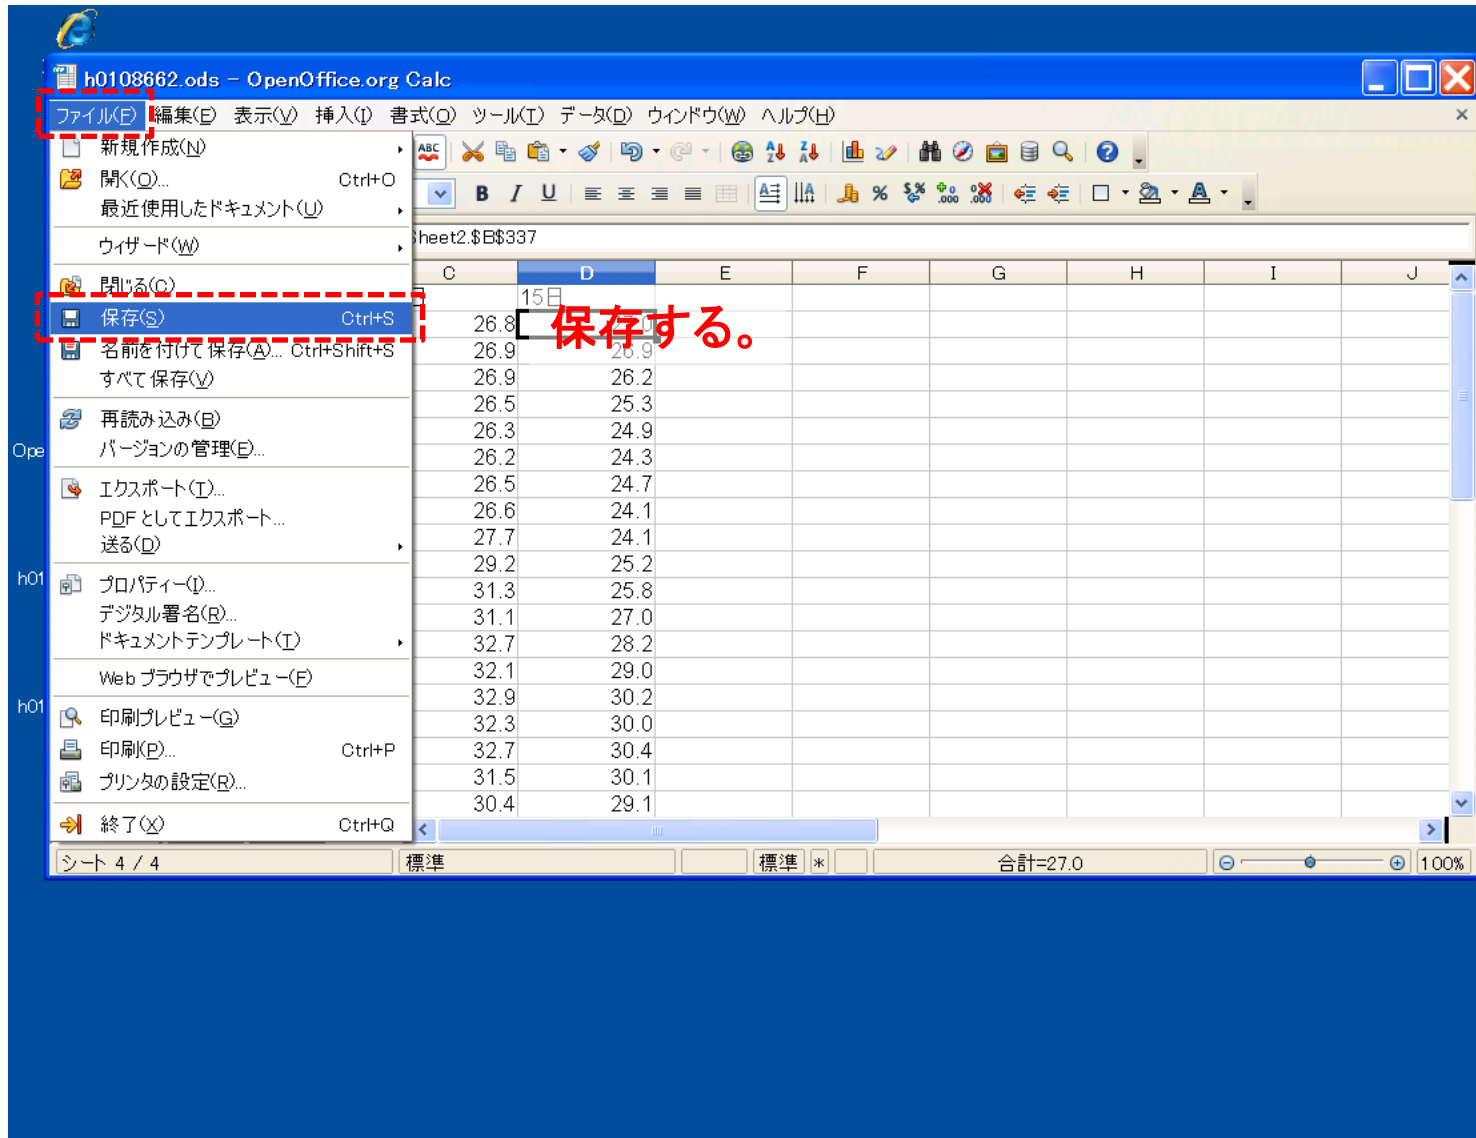 h0108662.ods - OpenOffice.org Calc
ファイル(F) 編集(E) 表示(V) 挿入(I) 書式(O) ツール(T) データ(D) ウィンドウ(W) ヘルプ(H)
新規作成(N)
開く(O)... Ctrl+O
最近使用したドキュメント(U)
ウィザード(W)
閉じる(C)
保存(S) Ctrl+S
名前を付けて保存(A)... Ctrl+Shift+S
すべて保存(V)
再読み込み(B)
バージョンの管理(E)...
エクスポート(T)...
PDF としてエクスポート...
送る(D)
プロパティー(I)...
デジタル署名(R)...
ドキュメントテンプレート(T)
Web ブラウザでプレビュー(F)
印刷プレビュー(G)
印刷(P)... Ctrl+P
プリンタの設定(R)...
終了(X) Ctrl+Q
heet2.$B$337
C D E F G H I J
15日
保存する。
26.8
26.9 26.9
26.9 26.2
26.5 25.3
26.3 24.9
26.2 24.3
26.5 24.7
26.6 24.1
27.7 24.1
29.2 25.2
31.3 25.8
31.1 27.0
32.7 28.2
32.1 29.0
32.9 30.2
32.3 30.0
32.7 30.4
31.5 30.1
30.4 29.1
シート 4 / 4 標準 標準 * 合計=27.0 100%
Ope
h01
h01